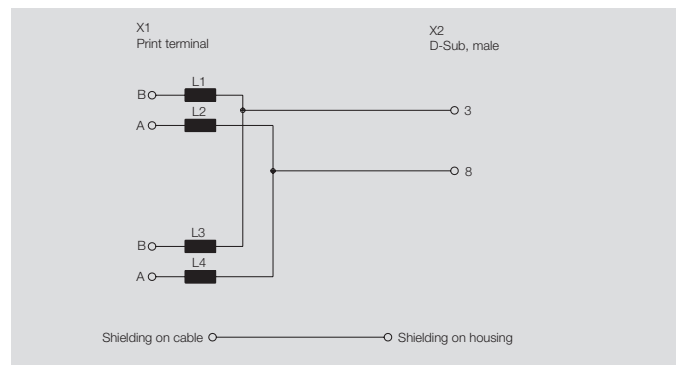 X1
Print terminal
X2
D-Sub, male
L1
B
3
L2
A
8
L3
B
L4
A
Shielding on cable
Shielding on housing